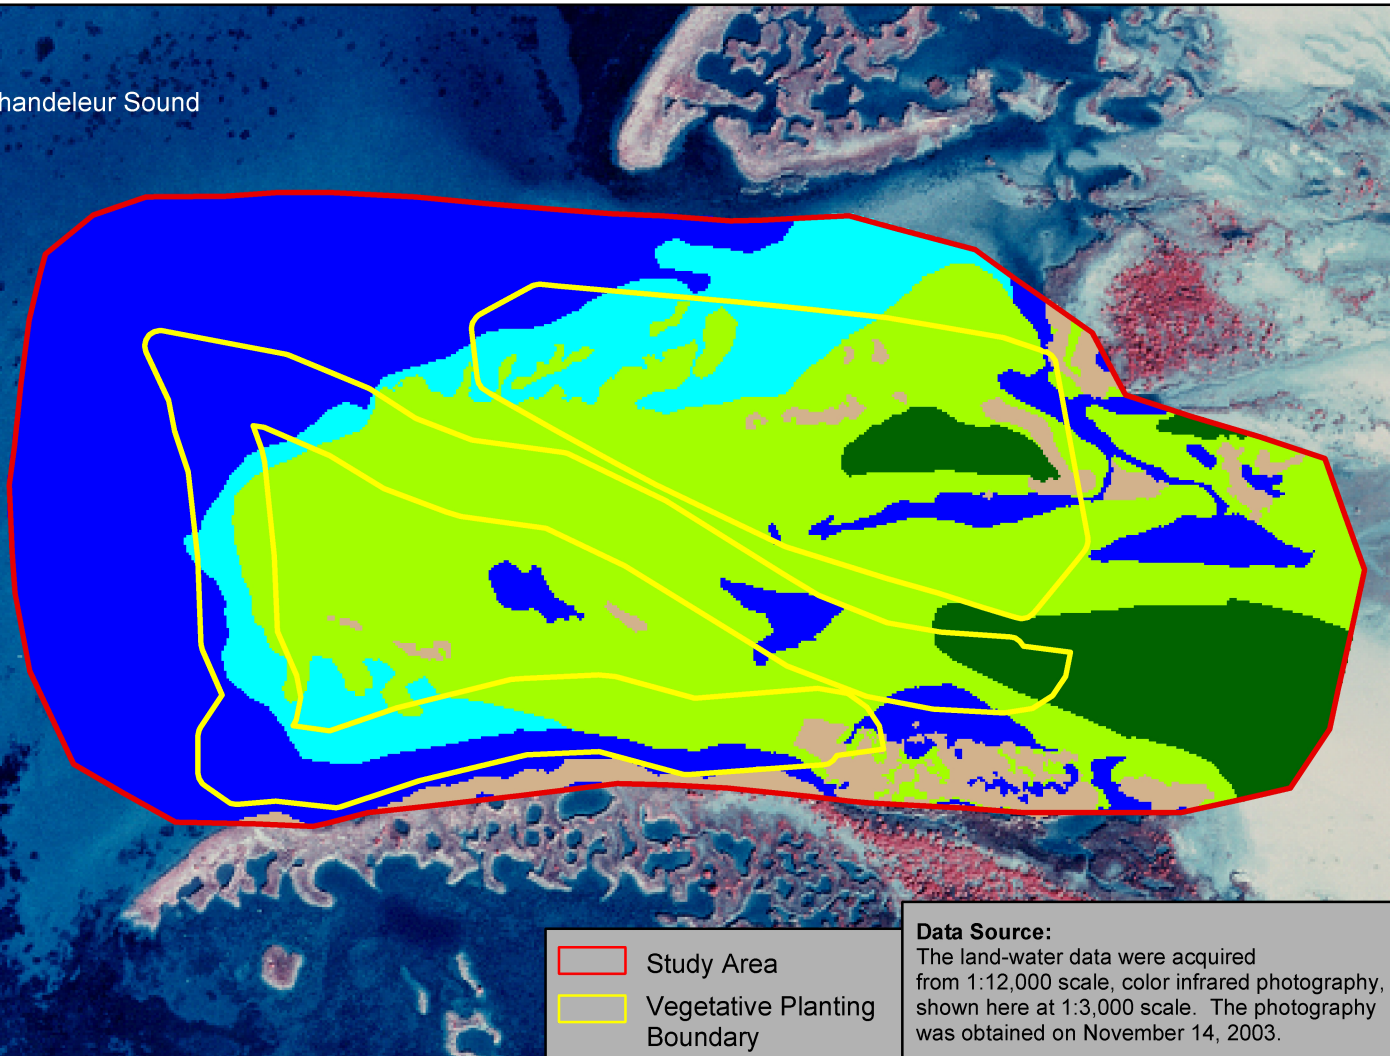 handeleur Sound
Study Area
Vegetative Planting
Boundary
Data Source:
The land-water data were acquired
from 1:12,000 scale, color infrared photography,
shown here at 1:3,000 scale. The photography
was obtained on November 14, 2003.